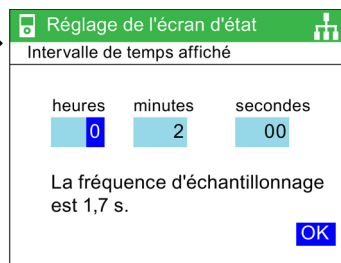 Réglage de l'écran d'état
Intervalle de temps affiché
heures minutes secondes
0 2 00
La fréquence d'échantillonnage
est 1,7 s.
OK